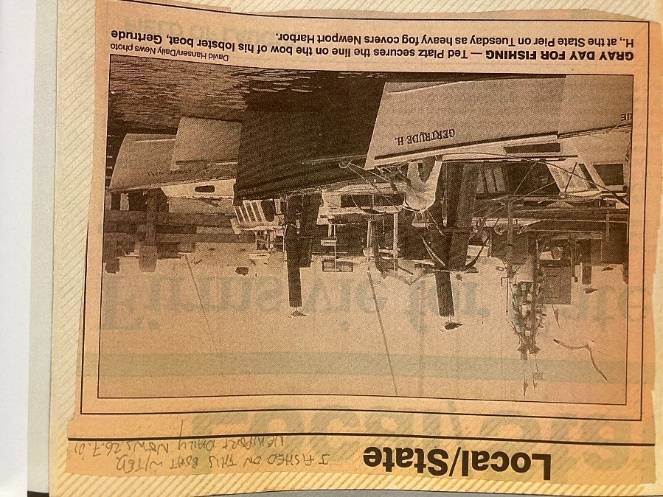 Local/State
I FISHED ON THIS BOAT W/TED
NEWPORT DAILY NEWS 26.7.01
GERTRUDE H.
David Hansen/Daily News photo
GRAY DAY FOR FISHING — Ted Platz secures the line on the bow of his lobster boat, Gertrude
H., at the State Pier on Tuesday as heavy fog covers Newport Harbor.